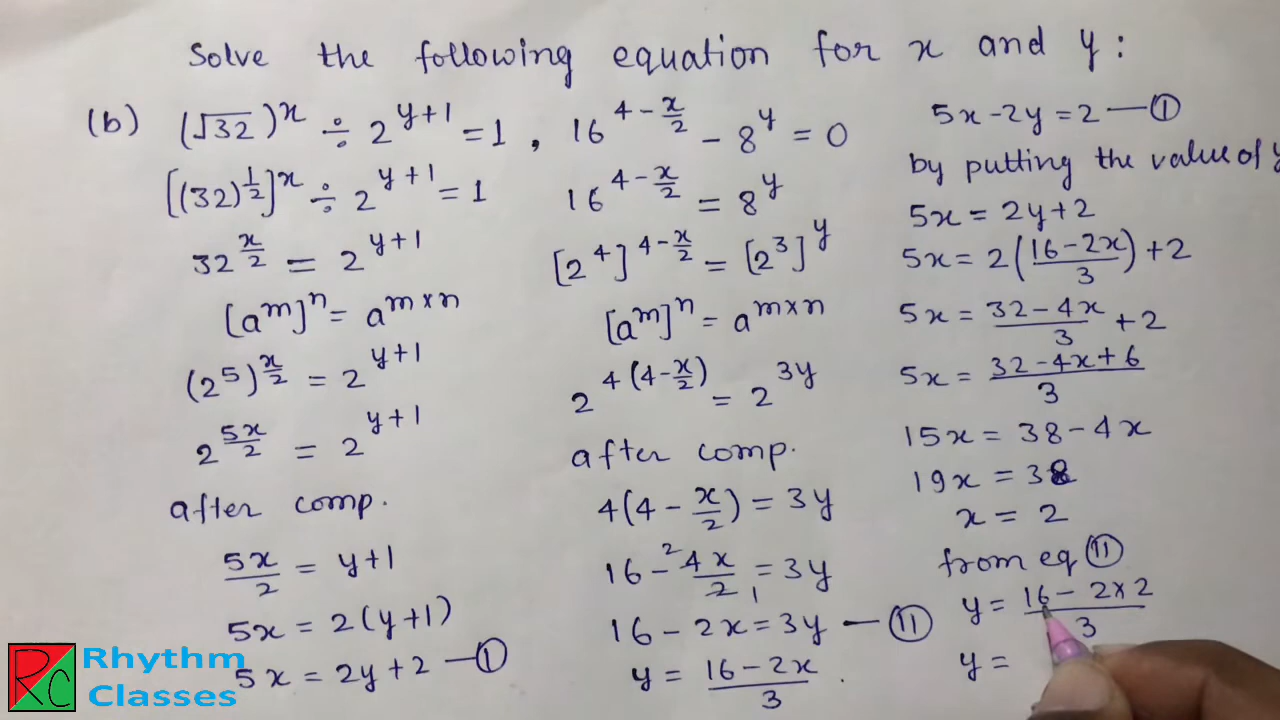 Solve the following equation for x and y :
(b) (√32)^x ÷ 2^(y+1) = 1 , 16^(4-x/2) - 8^y = 0
[(32)^(1/2)]^x ÷ 2^(y+1) = 1
32^(x/2) = 2^(y+1)
[a^m]^n = a^(m×n)
(2^5)^(x/2) = 2^(y+1)
2^(5x/2) = 2^(y+1)
after comp.
5x/2 = y+1
5x = 2(y+1)
5x = 2y+2 — ①
16^(4-x/2) = 8^y
[2^4]^(4-x/2) = [2^3]^y
[a^m]^n = a^(m×n)
2^(4(4-x/2)) = 2^(3y)
after comp.
4(4-x/2) = 3y
16 - ²4x/2₁ = 3y
16 - 2x = 3y — ⑪
y = (16-2x)/3 .
5x-2y = 2 — ①
by putting the value of y
5x = 2y+2
5x = 2((16-2x)/3) + 2
5x = (32-4x)/3 + 2
5x = (32-4x+6)/3
15x = 38-4x
19x = 38
x = 2
from eq ⑪
y = (16-2×2)/3
y =
RC Rhythm
Classes